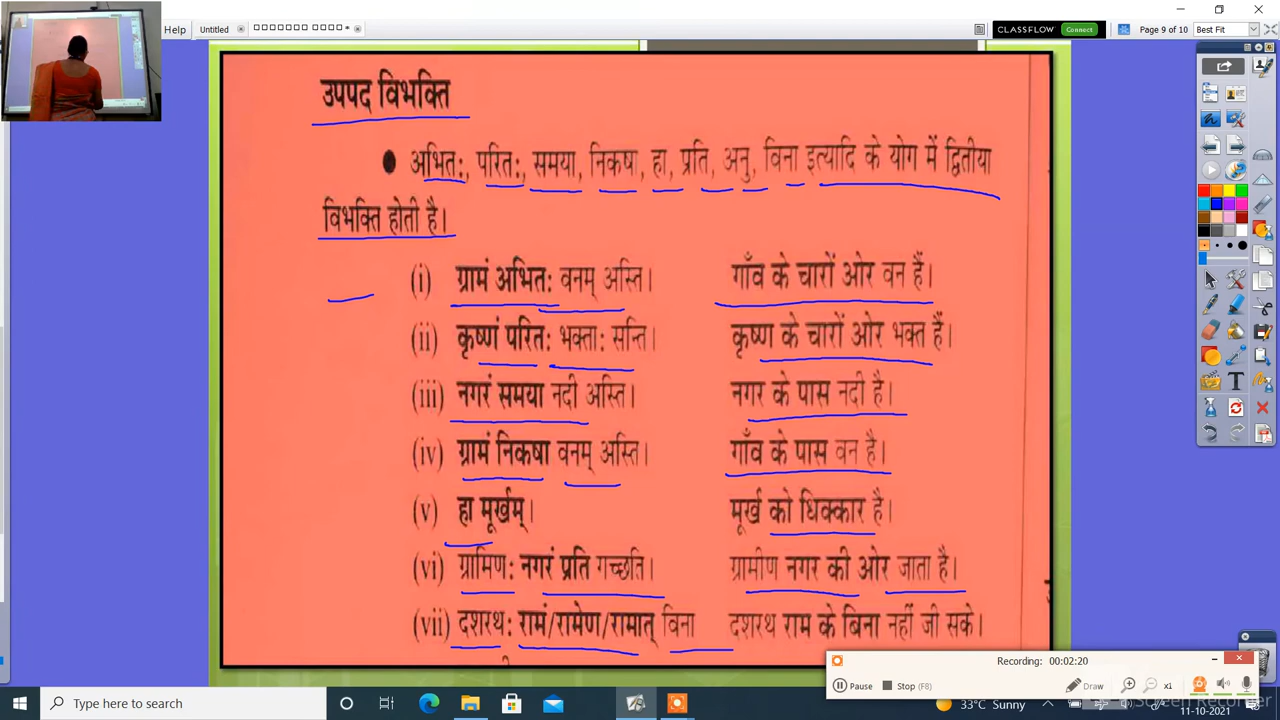 Help
Untitled
CLASSFLOW Connect
Page 9 of 10
Best Fit
उपपद विभक्ति
● अभितः, परितः, समया, निकषा, हा, प्रति, अनु, विना इत्यादि के योग में द्वितीया
विभक्ति होती है।
(i) ग्रामं अभितः वनम् अस्ति। गाँव के चारों ओर वन हैं।
(ii) कृष्णं परितः भक्ताः सन्ति। कृष्ण के चारों ओर भक्त हैं।
(iii) नगरं समया नदी अस्ति। नगर के पास नदी है।
(iv) ग्रामं निकषा वनम् अस्ति। गाँव के पास वन है।
(v) हा मूर्खम्। मूर्ख को धिक्कार है।
(vi) ग्रामिणः नगरं प्रति गच्छति। ग्रामीण नगर की ओर जाता है।
(vii) दशरथः रामं/रामेण/रामात् विना दशरथ राम के बिना नहीं जी सके।
Recording: 00:02:20
Pause Stop (F8) Draw x1
Screen Recorder
Type here to search
33°C Sunny
11-10-2021